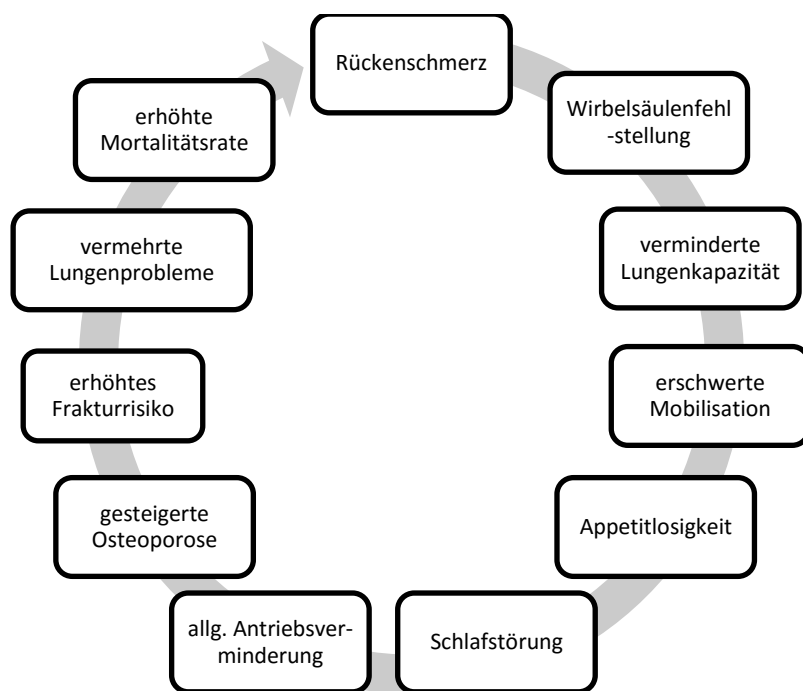 Rückenschmerz
Wirbelsäulenfehl
-stellung
verminderte
Lungenkapazität
erschwerte
Mobilisation
Appetitlosigkeit
Schlafstörung
allg. Antriebsver-
minderung
gesteigerte
Osteoporose
erhöhtes
Frakturrisiko
vermehrte
Lungenprobleme
erhöhte
Mortalitätsrate